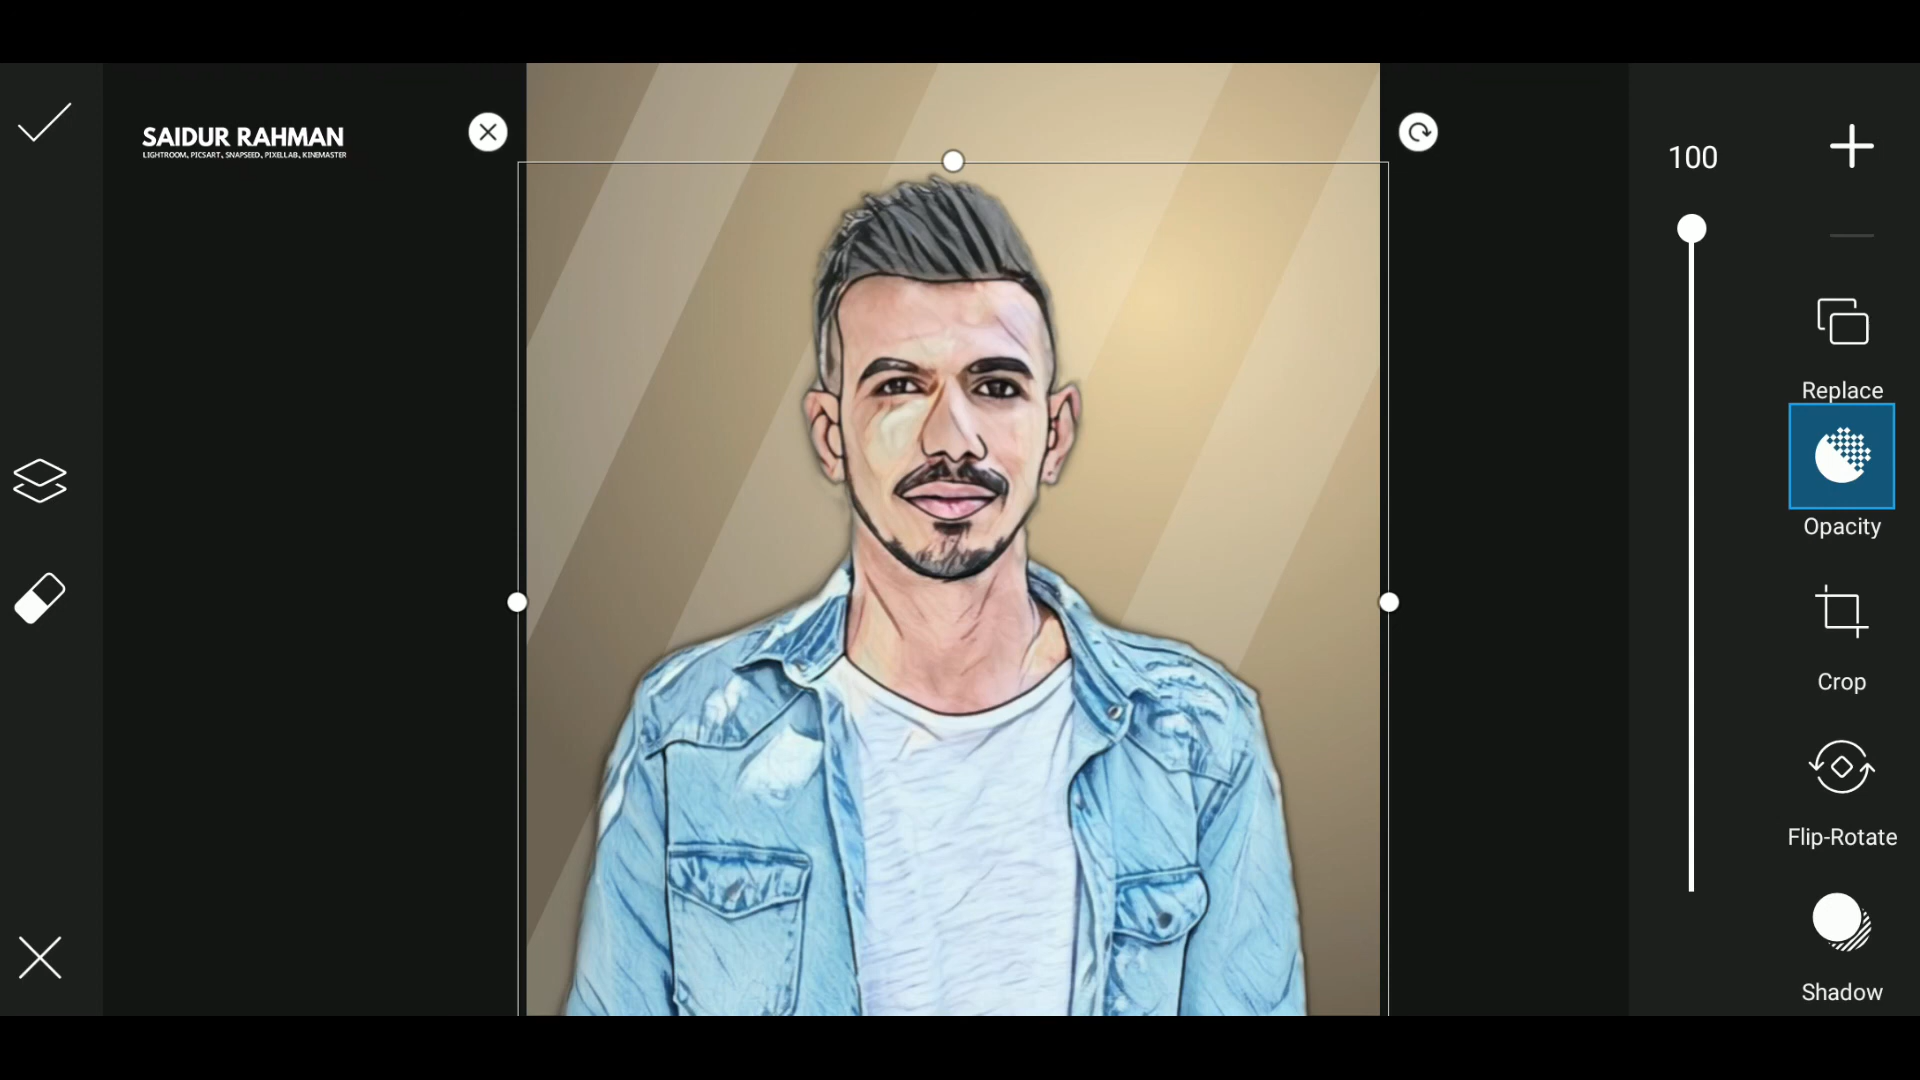 SAIDUR RAHMAN
LIGHTROOM, PICSART, SNAPSEED, PIXELLAB, KINEMASTER
100
Replace
Opacity
Crop
Flip-Rotate
Shadow